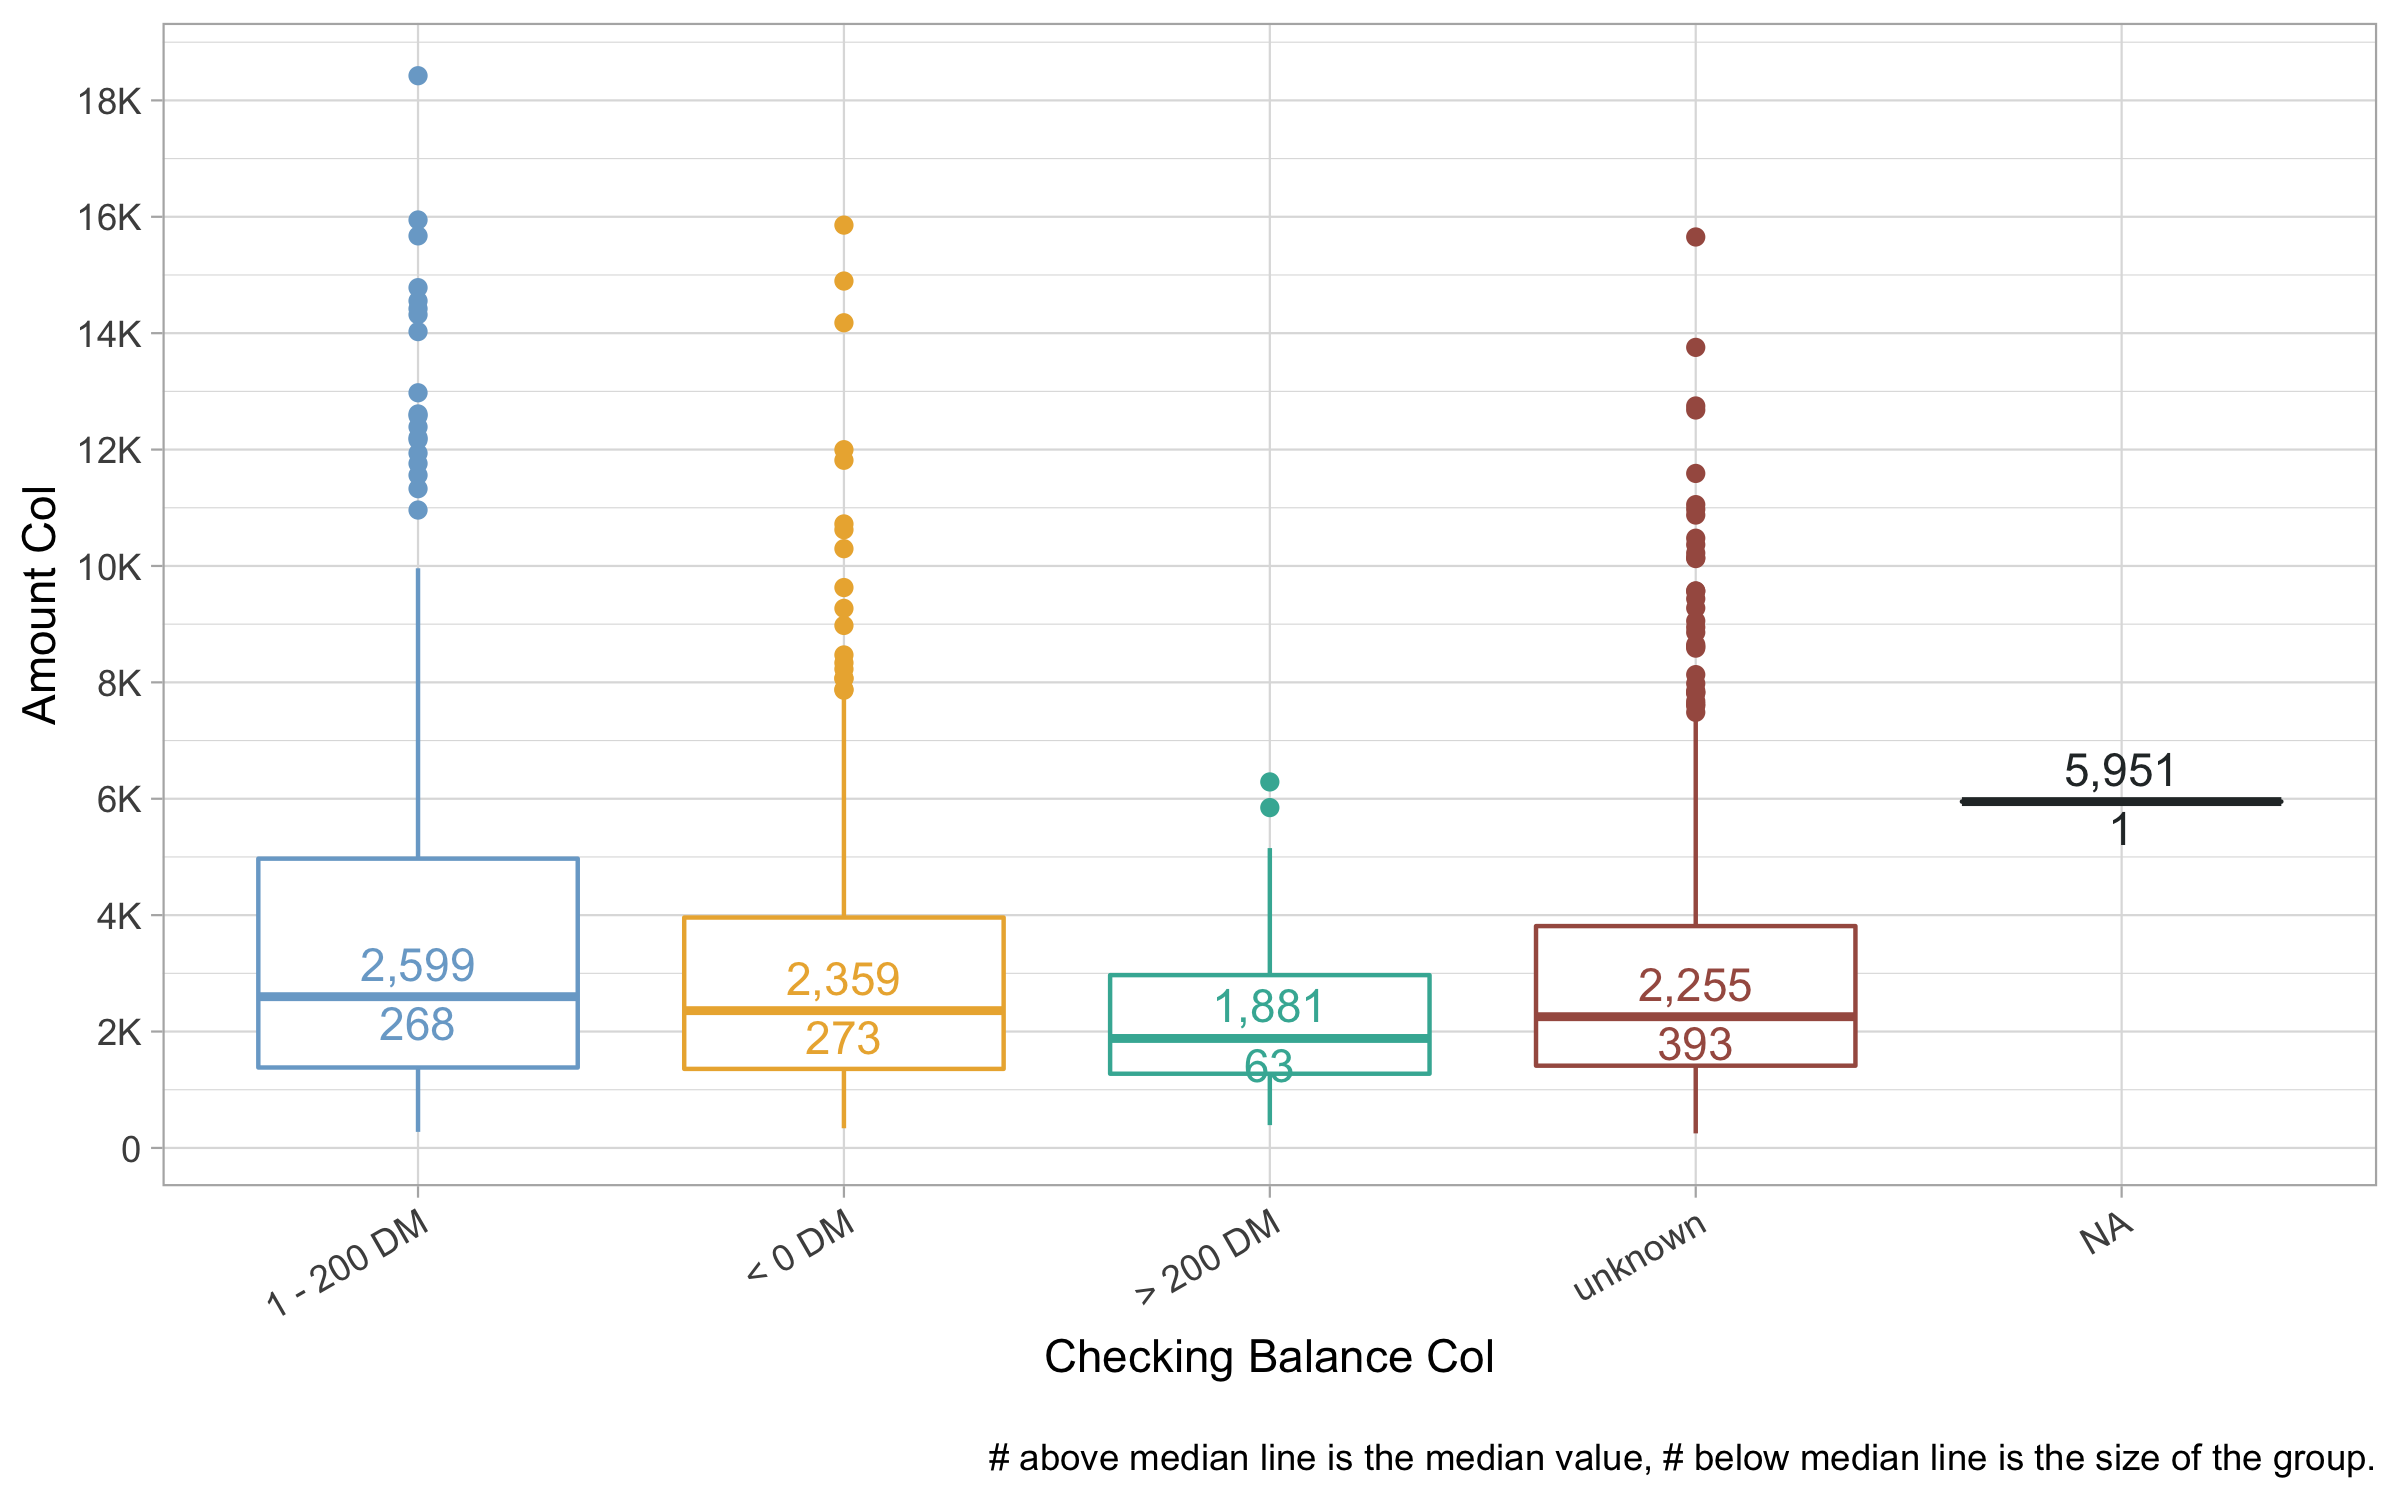 Amount Col
18K
16K
14K
12K
10K
8K
6K
4K
2K
0
2,599
268
2,359
273
1,881
63
2,255
393
5,951
1
1 - 200 DM
< 0 DM
> 200 DM
unknown
NA
Checking Balance Col
# above median line is the median value, # below median line is the size of the group.